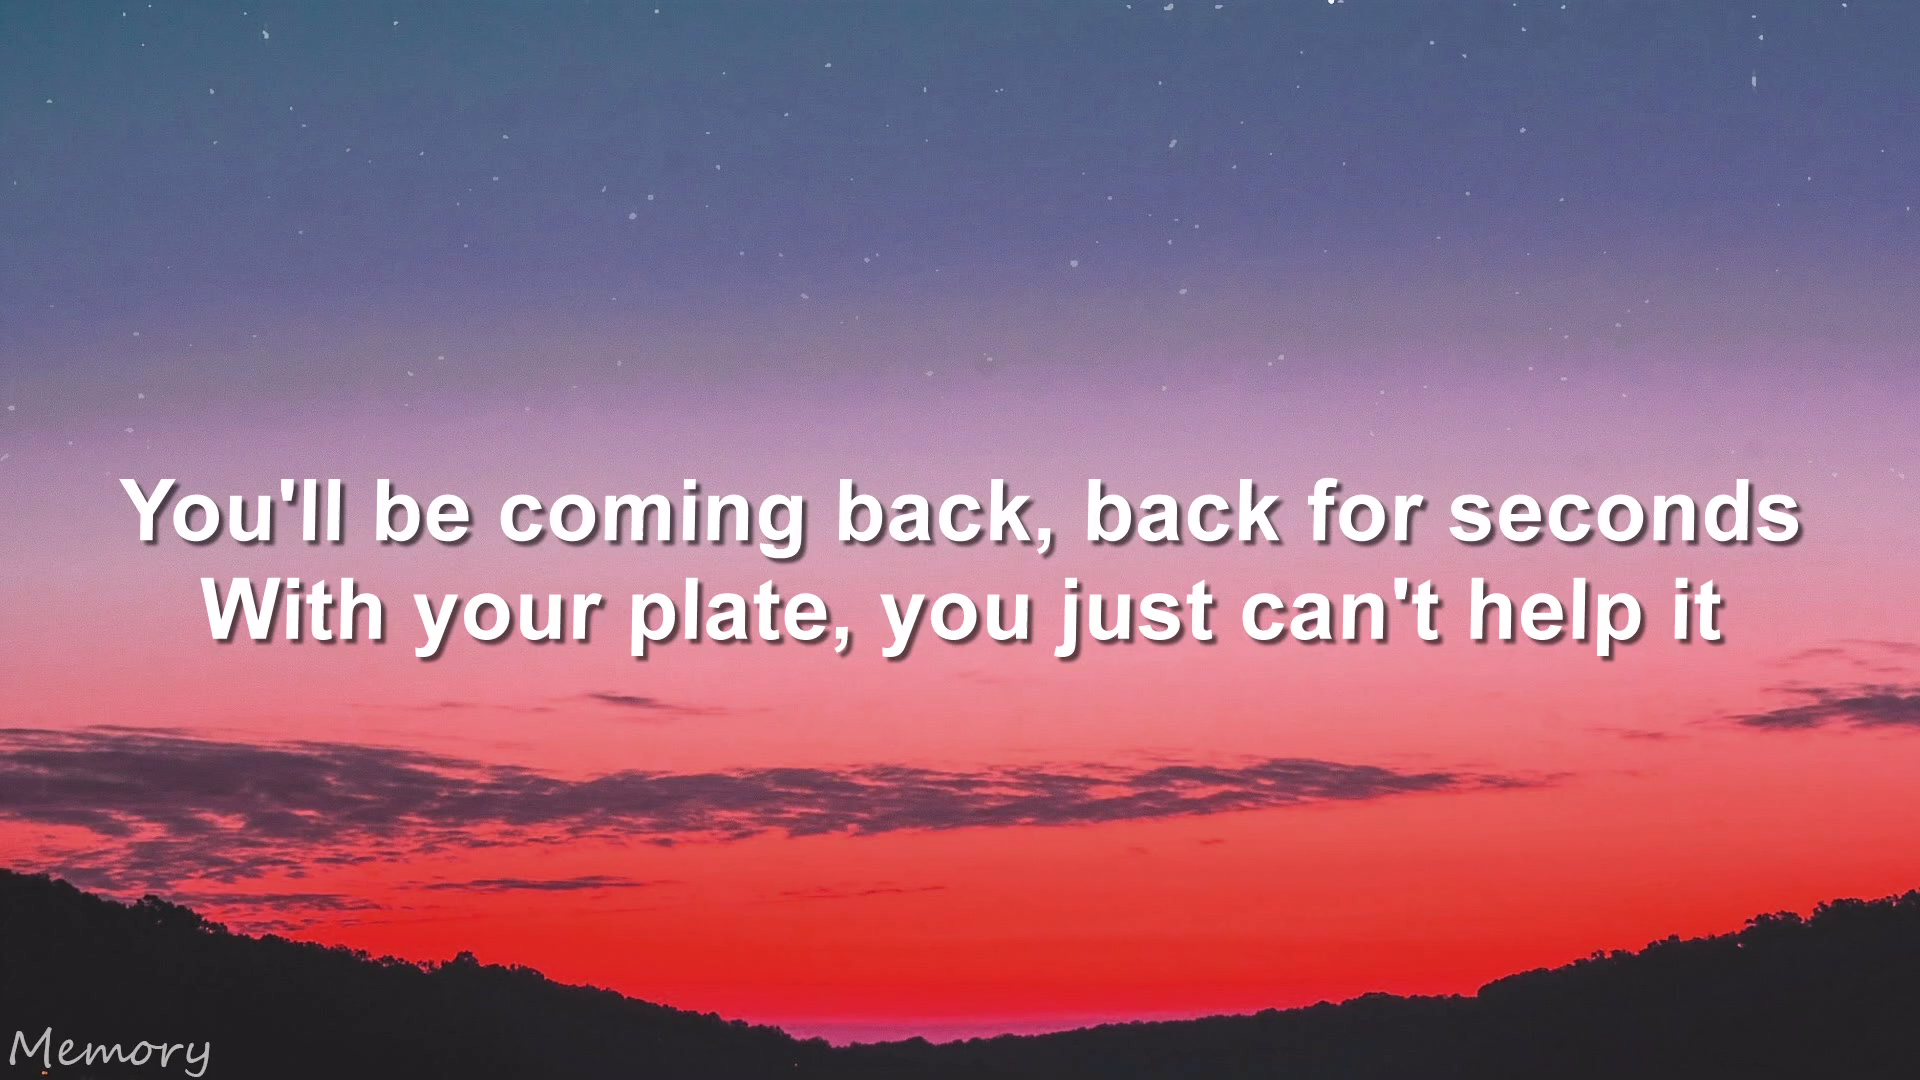 You'll be coming back, back for seconds
With your plate, you just can't help it
Memory